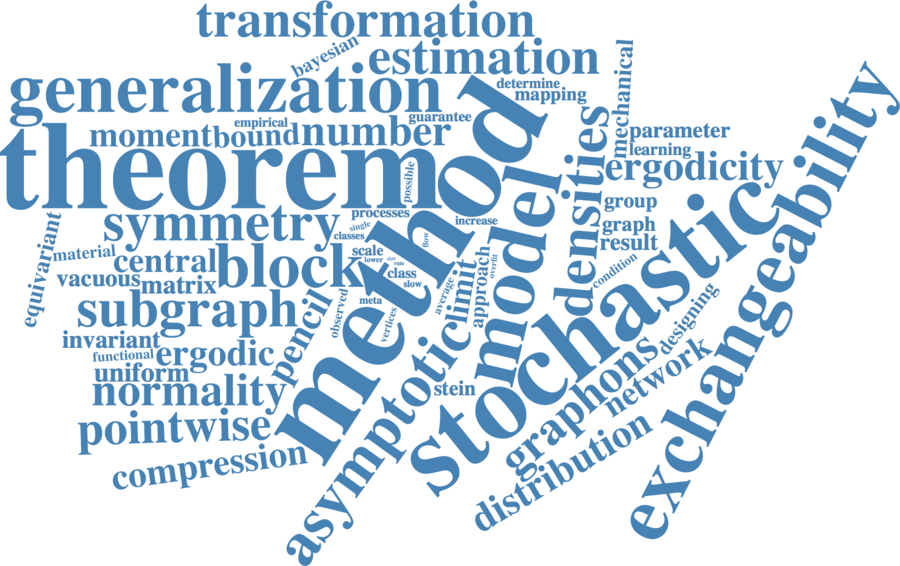 transformation
bayesian
estimation
generalization
determine
mapping
mechanical
empirical
guarantee
moment
bound
number
parameter
learning
theorem
method
possible
densities
ergodicity
exchangeability
processes
single
classes
increase
flow
group
graph
result
symmetry
equivariant
material
central
block
scale
lower
size
rate
class
slow
model
stochastic
condition
vacuous
matrix
meta
average
limit
approach
overfit
subgraph
pencil
observed
vertices
designing
invariant
functional
ergodic
uniform
normality
asymptotic
stein
graphons
network
pointwise
compression
distribution